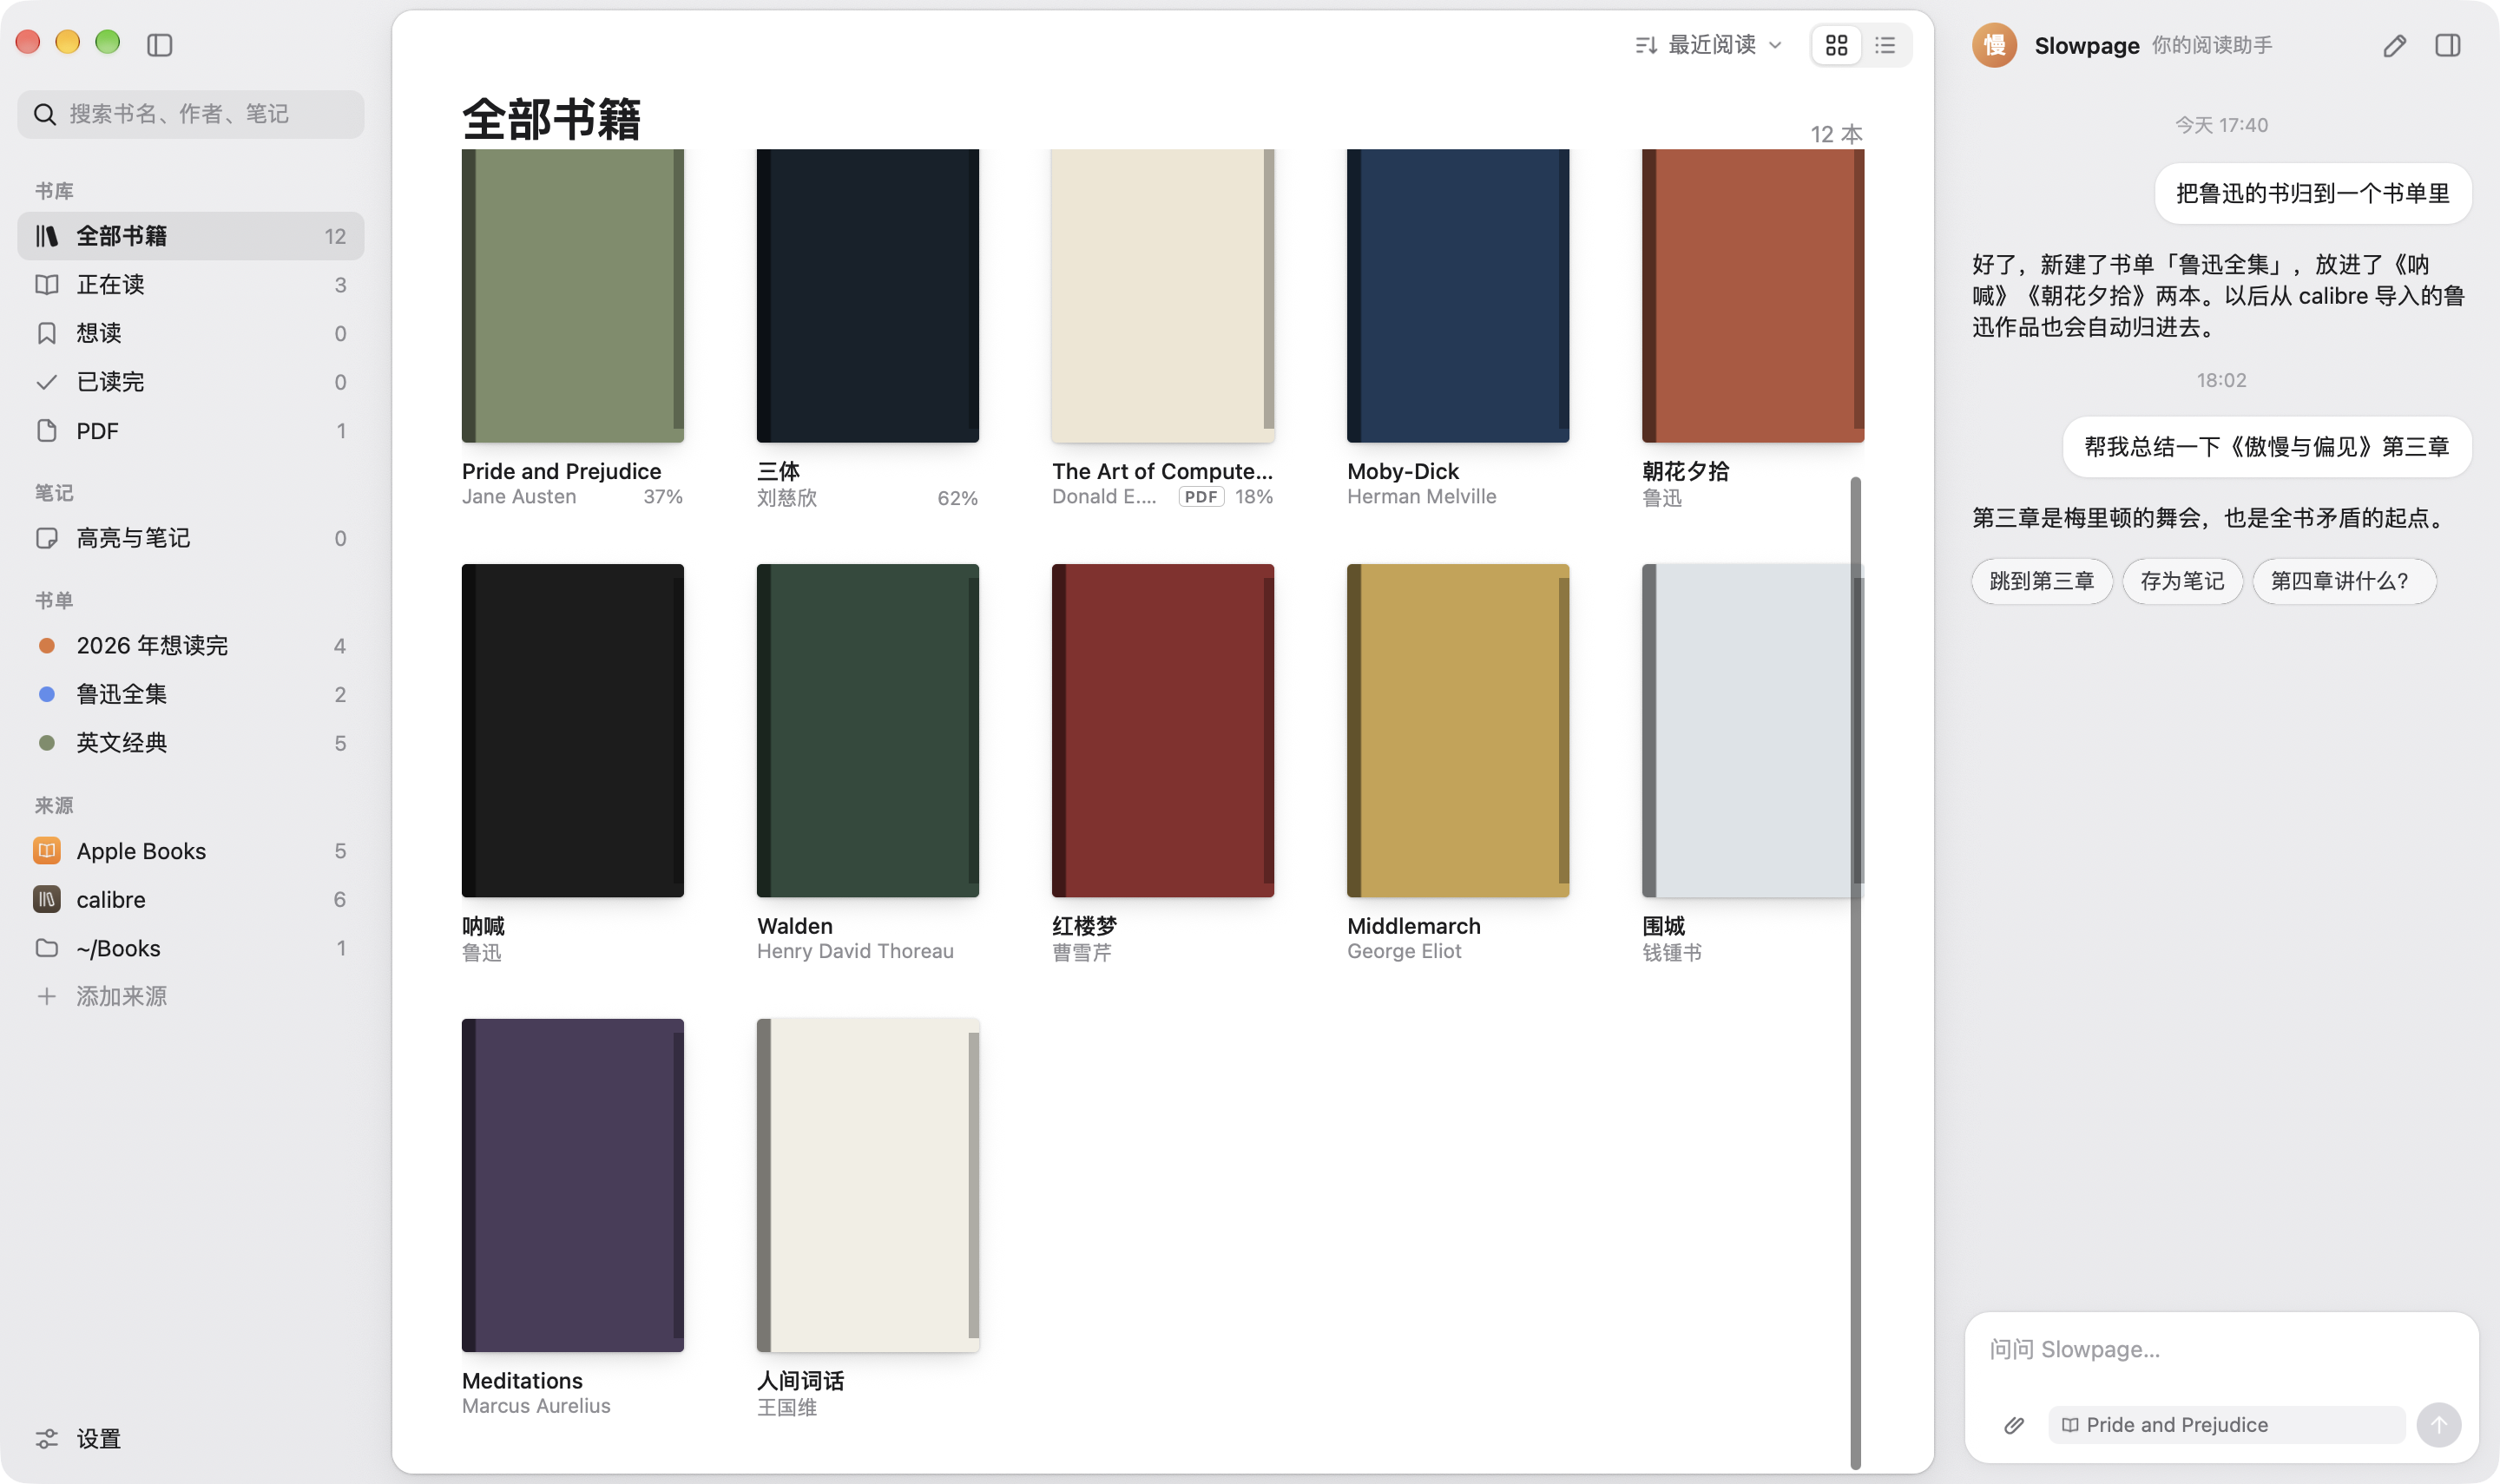 搜索书名、作者、笔记
书库
全部书籍 12
正在读 3
想读 0
已读完 0
PDF 1
笔记
高亮与笔记 0
书单
2026 年想读完 4
鲁迅全集 2
英文经典 5
来源
Apple Books 5
calibre 6
~/Books 1
添加来源
设置
最近阅读
全部书籍
12 本
Pride and Prejudice
Jane Austen 37%
三体
刘慈欣 62%
The Art of Compute...
Donald E.... PDF 18%
Moby-Dick
Herman Melville
朝花夕拾
鲁迅
呐喊
鲁迅
Walden
Henry David Thoreau
红楼梦
曹雪芹
Middlemarch
George Eliot
围城
钱锺书
Meditations
Marcus Aurelius
人间词话
王国维
慢 Slowpage 你的阅读助手
今天 17:40
把鲁迅的书归到一个书单里
好了，新建了书单「鲁迅全集」，放进了《呐
喊》《朝花夕拾》两本。以后从 calibre 导入的鲁
迅作品也会自动归进去。
18:02
帮我总结一下《傲慢与偏见》第三章
第三章是梅里顿的舞会，也是全书矛盾的起点。
跳到第三章 存为笔记 第四章讲什么？
问问 Slowpage...
Pride and Prejudice